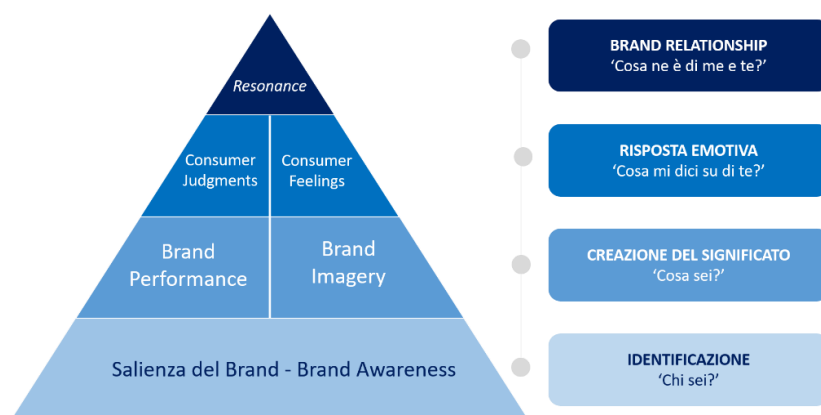 Resonance
Consumer
Judgments
Consumer
Feelings
Brand
Performance
Brand
Imagery
Salienza del Brand - Brand Awareness
BRAND RELATIONSHIP
‘Cosa ne è di me e te?’
RISPOSTA EMOTIVA
‘Cosa mi dici su di te?’
CREAZIONE DEL SIGNIFICATO
‘Cosa sei?’
IDENTIFICAZIONE
‘Chi sei?’